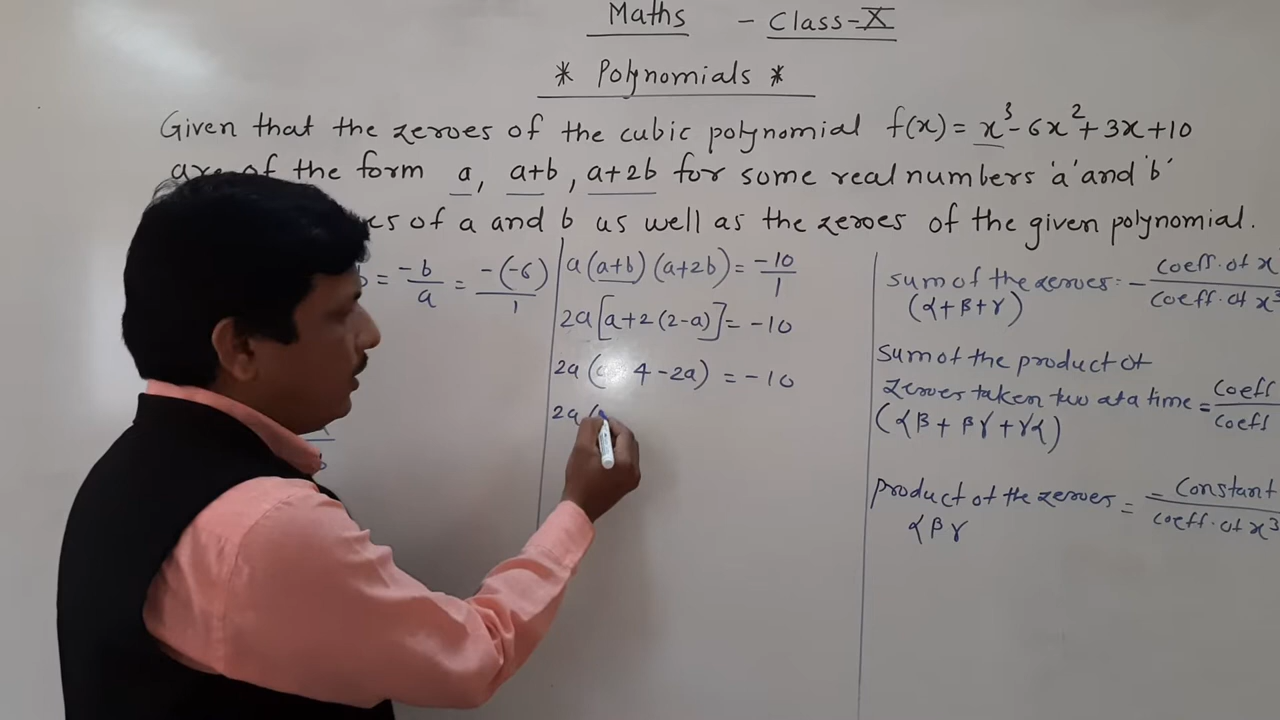 Maths - Class-X
* Polynomials *
Given that the zeroes of the cubic polynomial f(x) = x³ - 6x² + 3x + 10
are of the form a, a+b, a+2b for some real numbers 'a' and 'b'
of a and b as well as the zeroes of the given polynomial.
b = -b/a = -(-6)/1
a(a+b)(a+2b) = -10/1
2a[a+2(2-a)] = -10
2a( 4-2a) = -10
2a(
sum of the zeroes = - coeff. of x / coeff. of x³
(α+β+γ)
sum of the product of
zeroes taken two at a time = coeff / coeff
(αβ + βγ + γα)
product of the zeroes = - constant / coeff. of x³
αβγ